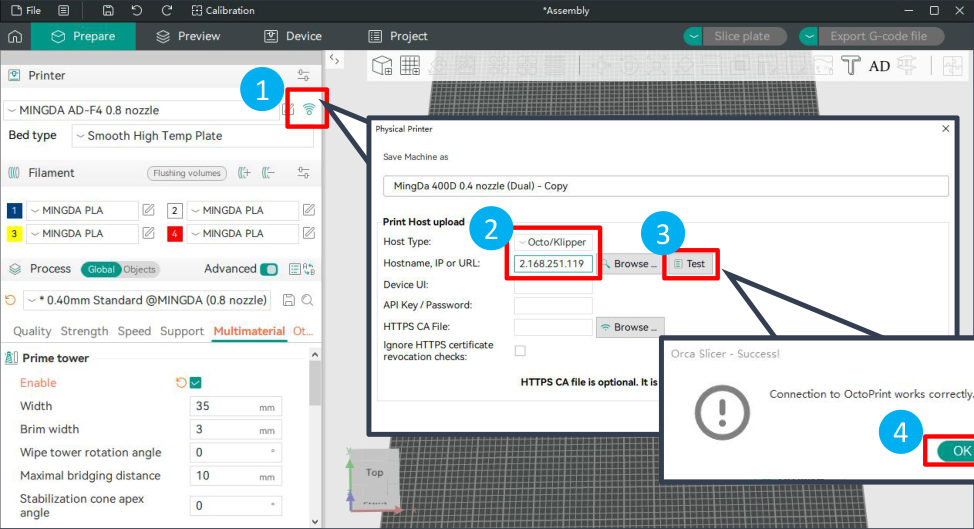 File
Calibration
*Assembly
Prepare
Preview
Device
Project
Slice plate
Export G-code file
Printer
1
AD
MINGDA AD-F4 0.8 nozzle
Bed type
Smooth High Temp Plate
Filament
Flushing volumes
1 MINGDA PLA
2 MINGDA PLA
3 MINGDA PLA
4 MINGDA PLA
Process
Global Objects
Advanced
* 0.40mm Standard @MINGDA (0.8 nozzle)
Quality Strength Speed Support Multimaterial Ot...
Prime tower
Enable
Width 35 mm
Brim width 3 mm
Wipe tower rotation angle 0 °
Maximal bridging distance 10 mm
Stabilization cone apex
angle 0 °
Physical Printer
Save Machine as
MingDa 400D 0.4 nozzle (Dual) - Copy
Print Host upload
2
3
Host Type: Octo/Klipper
Hostname, IP or URL: 2.168.251.119 Browse ... Test
Device UI:
API Key / Password:
HTTPS CA File: Browse ...
Ignore HTTPS certificate
revocation checks:
HTTPS CA file is optional. It is
Orca Slicer - Success!
Connection to OctoPrint works correctly.
4
OK
Y
Top
Front